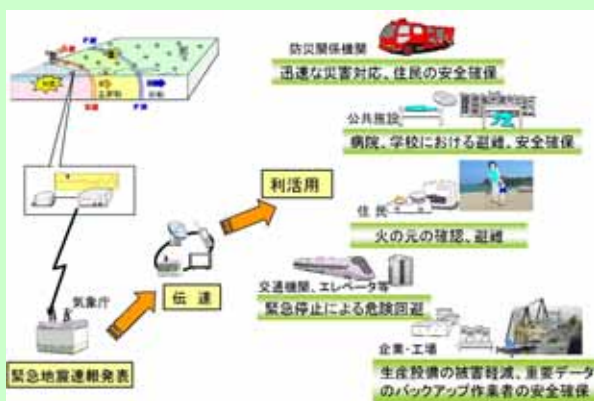 防災関係機関
迅速な災害対応、住民の安全確保
公共施設
病院、学校における避難、安全確保
利活用
住民
火の元の確認、避難
伝達
交通機関、エレベータ等
緊急停止による危険回避
気象庁
緊急地震速報発表
企業・工場
生産設備の被害軽減、重要データ
のバックアップ作業者の安全確保